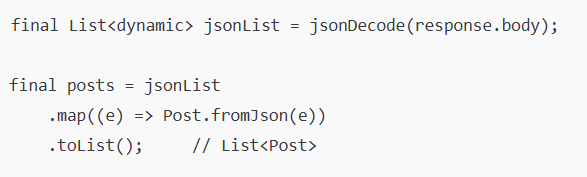 final List<dynamic> jsonList = jsonDecode(response.body);
final posts = jsonList
    .map((e) => Post.fromJson(e))
    .toList();     // List<Post>